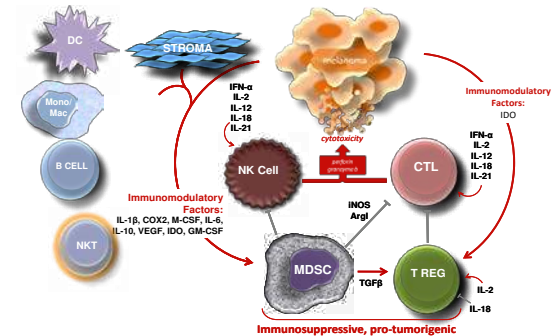 DC
STROMA
melanoma
Mono/
Mac
IFN-α
IL-2
IL-12
IL-18
IL-21
Immunomodulatory
Factors:
IDO
cytotoxicity
IFN-α
IL-2
IL-12
IL-18
IL-21
perforin
granzyme b
B CELL
NK Cell
CTL
Immunomodulatory
Factors:
IL-1β, COX2, M-CSF, IL-6,
IL-10, VEGF, IDO, GM-CSF
iNOS
ArgI
NKT
MDSC
TGFβ
T REG
IL-2
IL-18
Immunosuppressive, pro-tumorigenic